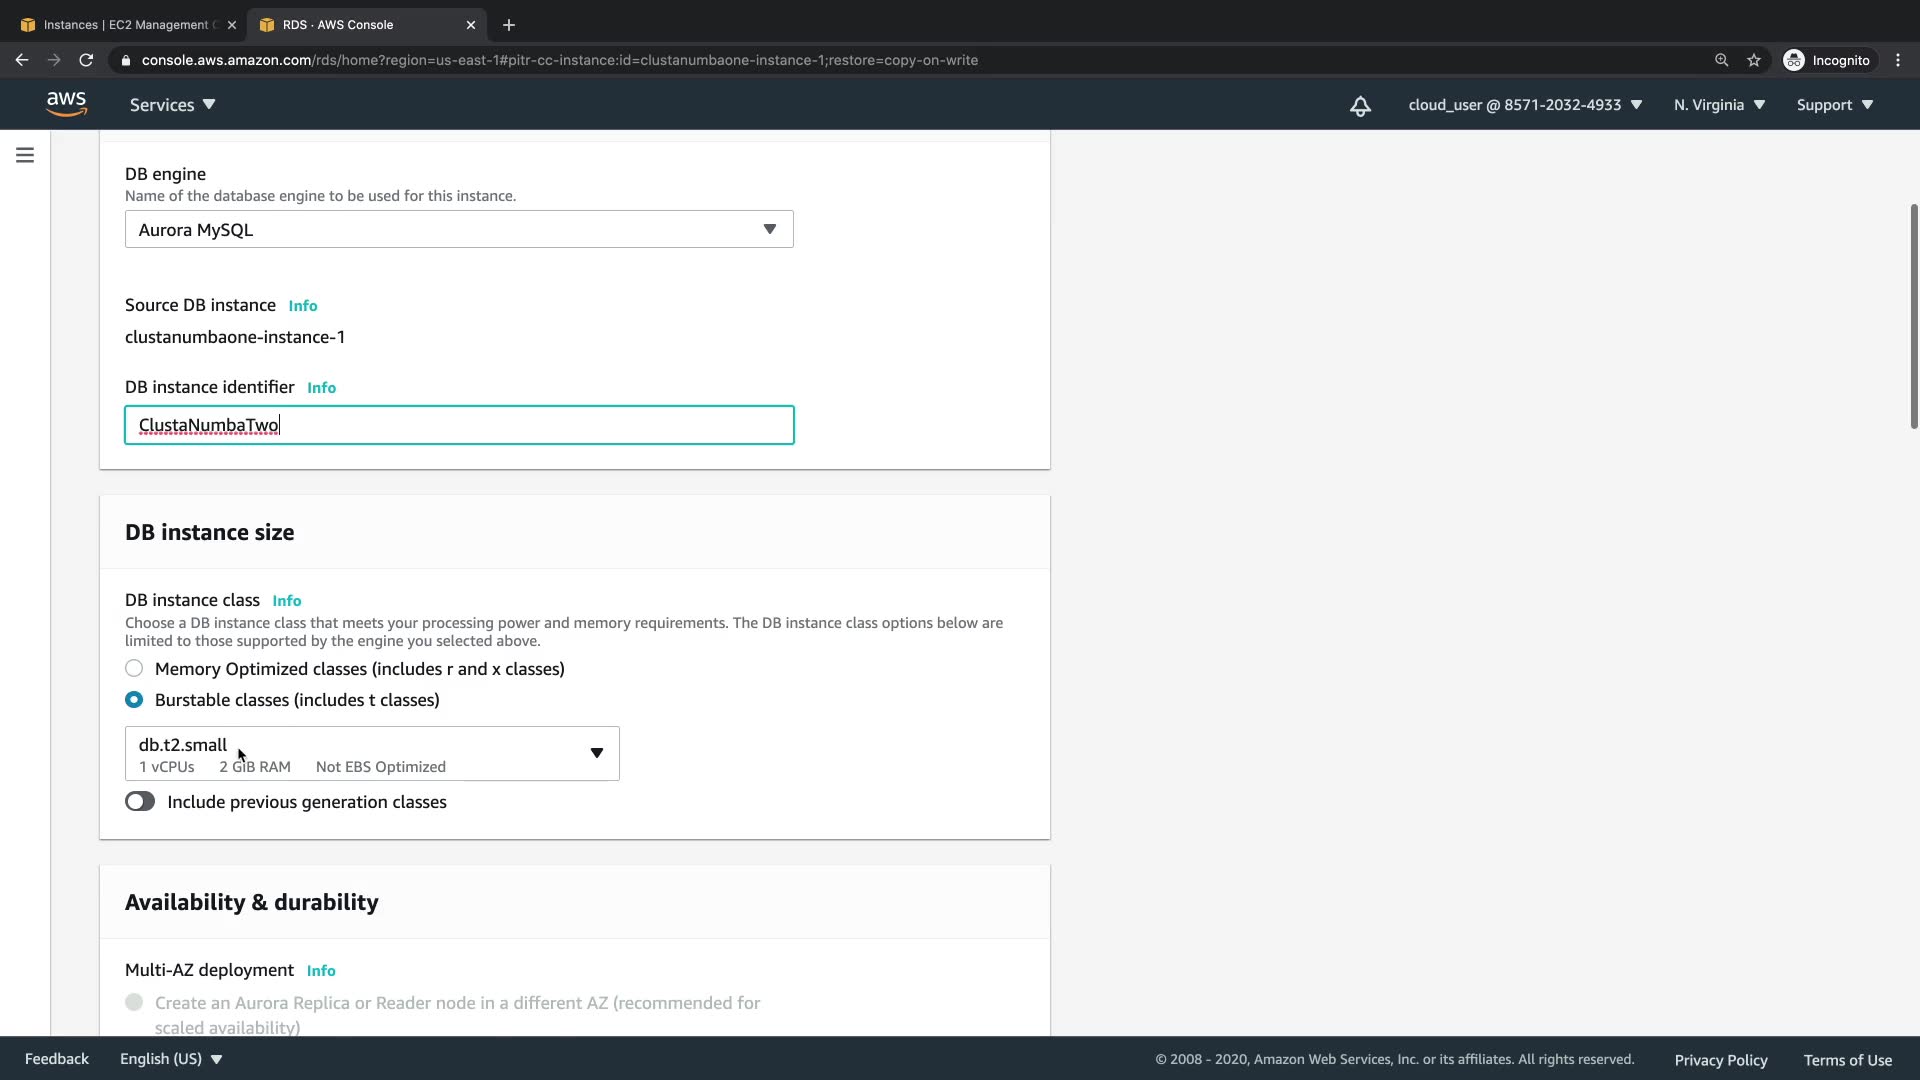 Instances | EC2 Management C
RDS · AWS Console
console.aws.amazon.com/rds/home?region=us-east-1#pitr-cc-instance:id=clustanumbaone-instance-1;restore=copy-on-write
Incognito
aws
Services
cloud_user @ 8571-2032-4933
N. Virginia
Support
DB engine
Name of the database engine to be used for this instance.
Aurora MySQL
Source DB instance Info
clustanumbaone-instance-1
DB instance identifier Info
ClustaNumbaTwo
DB instance size
DB instance class Info
Choose a DB instance class that meets your processing power and memory requirements. The DB instance class options below are
limited to those supported by the engine you selected above.
Memory Optimized classes (includes r and x classes)
Burstable classes (includes t classes)
db.t2.small
1 vCPUs 2 GiB RAM Not EBS Optimized
Include previous generation classes
Availability & durability
Multi-AZ deployment Info
Create an Aurora Replica or Reader node in a different AZ (recommended for
scaled availability)
Feedback
English (US)
© 2008 - 2020, Amazon Web Services, Inc. or its affiliates. All rights reserved.
Privacy Policy
Terms of Use